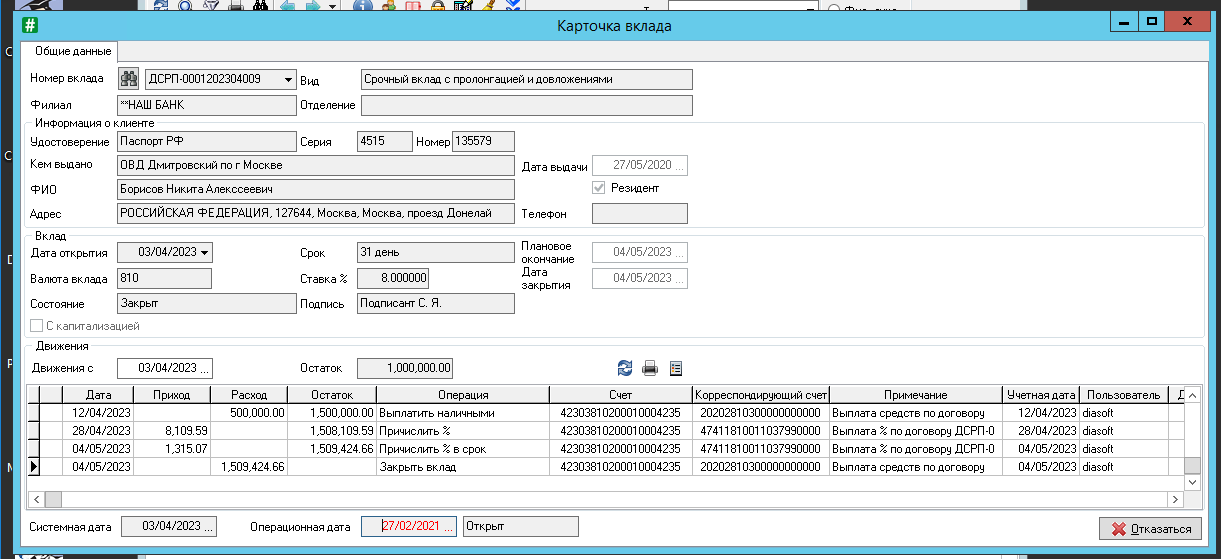 Карточка вклада
Общие данные
Номер вклада ДСРП-0001202304009 Вид Срочный вклад с пролонгацией и довложениями
Филиал **НАШ БАНК Отделение
Информация о клиенте
Удостоверение Паспорт РФ Серия 4515 Номер 135579
Кем выдано ОВД Дмитровский по г Москве Дата выдачи 27/05/2020 ...
ФИО Борисов Никита Алекссеевич Резидент
Адрес РОССИЙСКАЯ ФЕДЕРАЦИЯ, 127644, Москва, Москва, проезд Донелай Телефон
Вклад
Дата открытия 03/04/2023 Срок 31 день Плановое окончание 04/05/2023 ...
Валюта вклада 810 Ставка % 8.000000 Дата закрытия 04/05/2023 ...
Состояние Закрыт Подпись Подписант С. Я.
С капитализацией
Движения
Движения с 03/04/2023 ... Остаток 1,000,000.00
Дата Приход Расход Остаток Операция Счет Корреспондирующий счет Примечание Учетная дата Пользователь Д
12/04/2023 500,000.00 1,500,000.00 Выплатить наличными 42303810200010004235 20202810300000000000 Выплата средств по договору 12/04/2023 diasoft
28/04/2023 8,109.59 1,508,109.59 Причислить % 42303810200010004235 47411810011037990000 Выплата % по договору ДСРП-0 28/04/2023 diasoft
04/05/2023 1,315.07 1,509,424.66 Причислить % в срок 42303810200010004235 47411810011037990000 Выплата % по договору ДСРП-0 04/05/2023 diasoft
04/05/2023 1,509,424.66 Закрыть вклад 42303810200010004235 20202810300000000000 Выплата средств по договору 04/05/2023 diasoft
Системная дата 03/04/2023 ... Операционная дата 27/02/2021 ... Открыт Отказаться